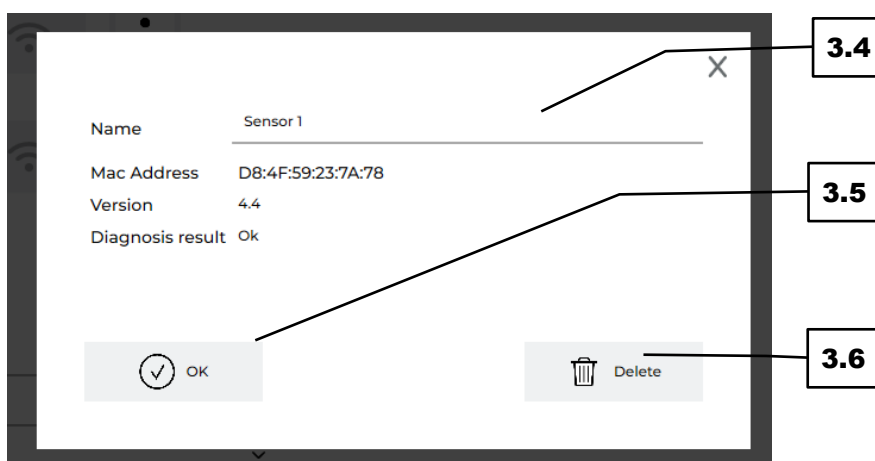 3.4
X
Name Sensor 1
Mac Address D8:4F:59:23:7A:78
3.5
Version 4.4
Diagnosis result Ok
3.6
OK Delete